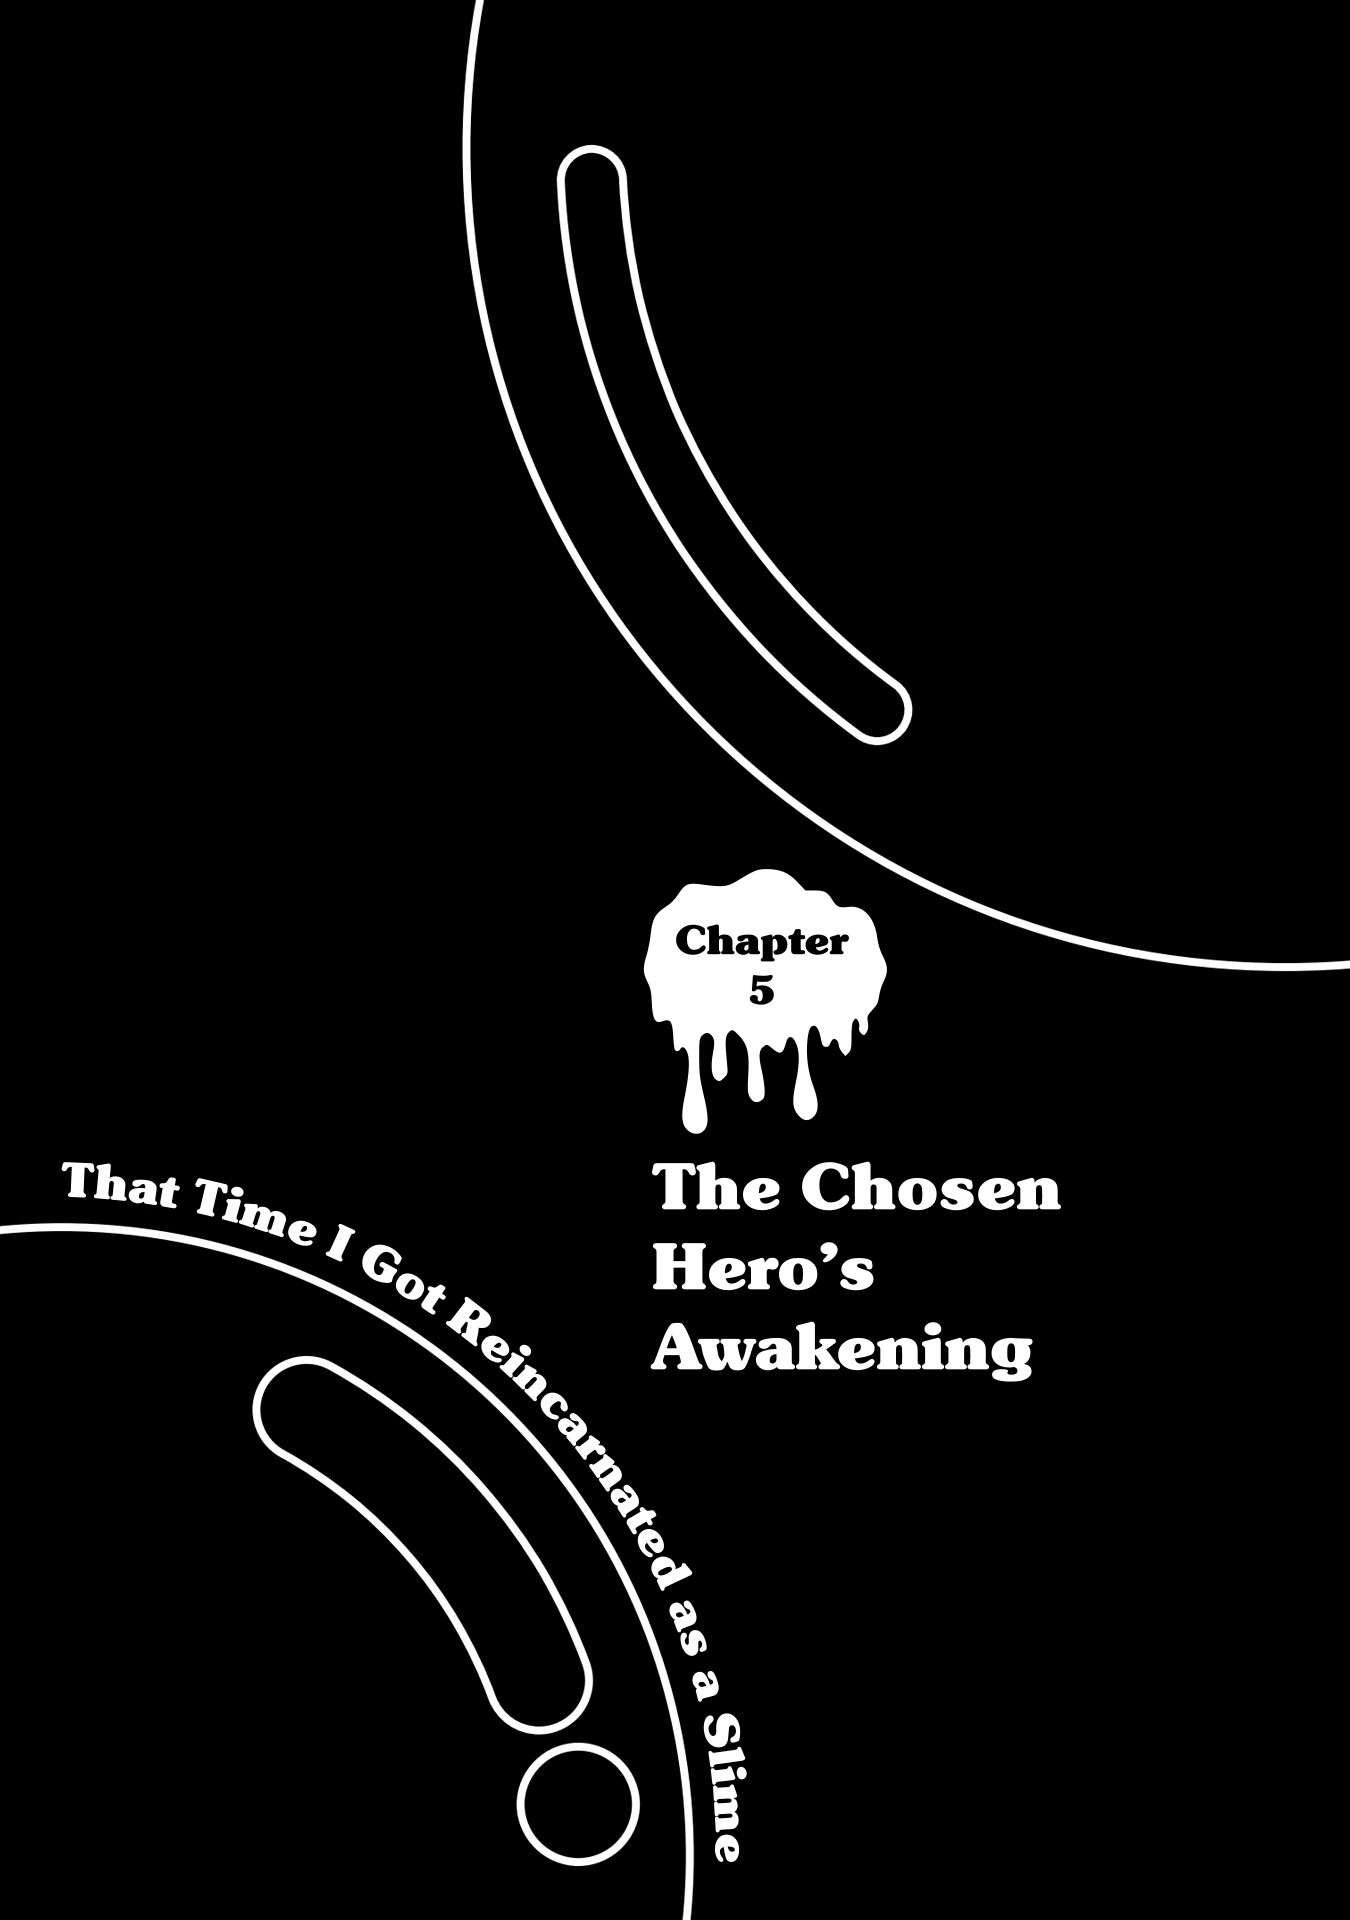 Chapter
5
The Chosen
Hero’s
Awakening
That Time I Got Reincarnated as a Slime